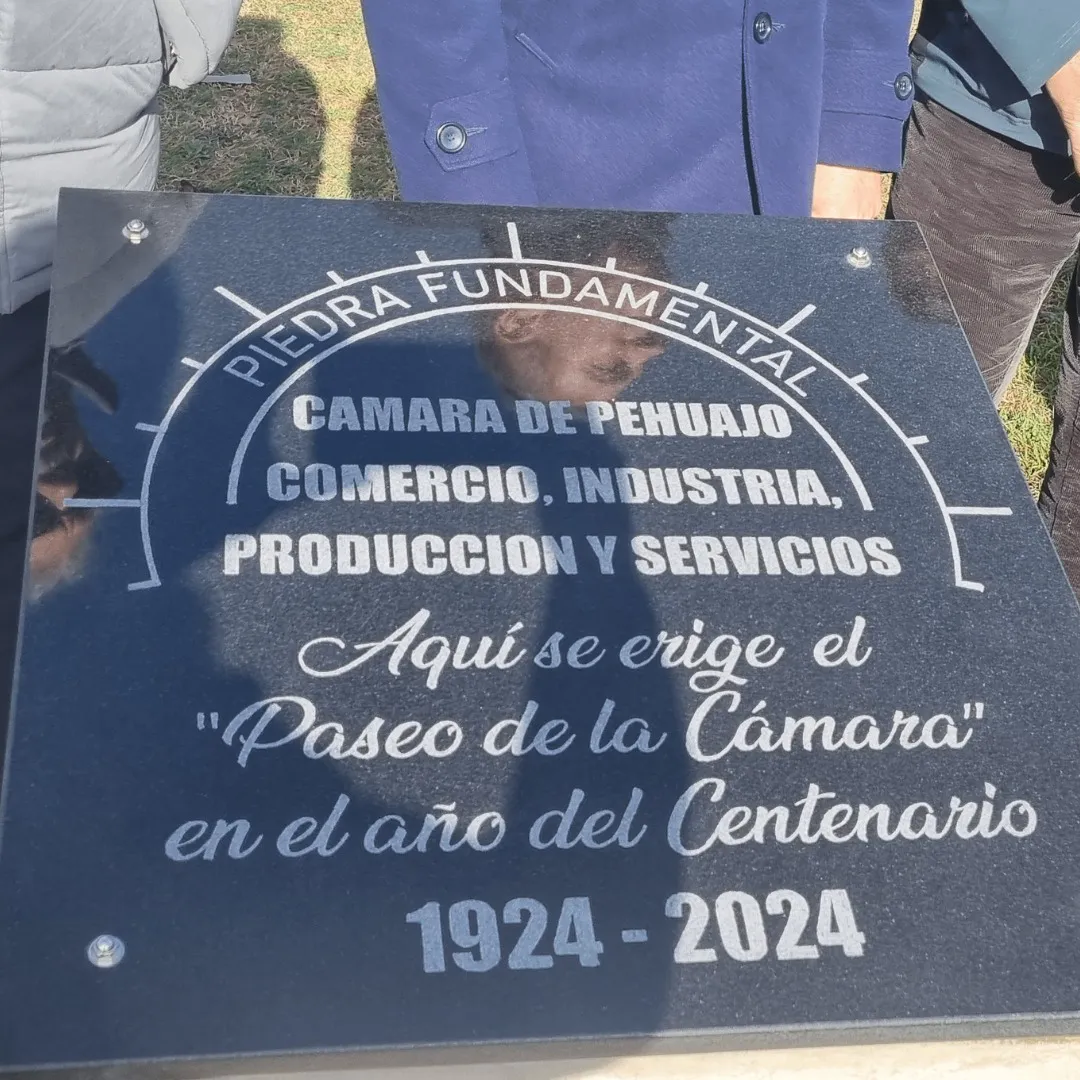 PIEDRA FUNDAMENTAL
CAMARA DE PEHUAJO
COMERCIO, INDUSTRIA,
PRODUCCION Y SERVICIOS
Aquí se erige el
"Paseo de la Cámara"
en el año del Centenario
1924 - 2024